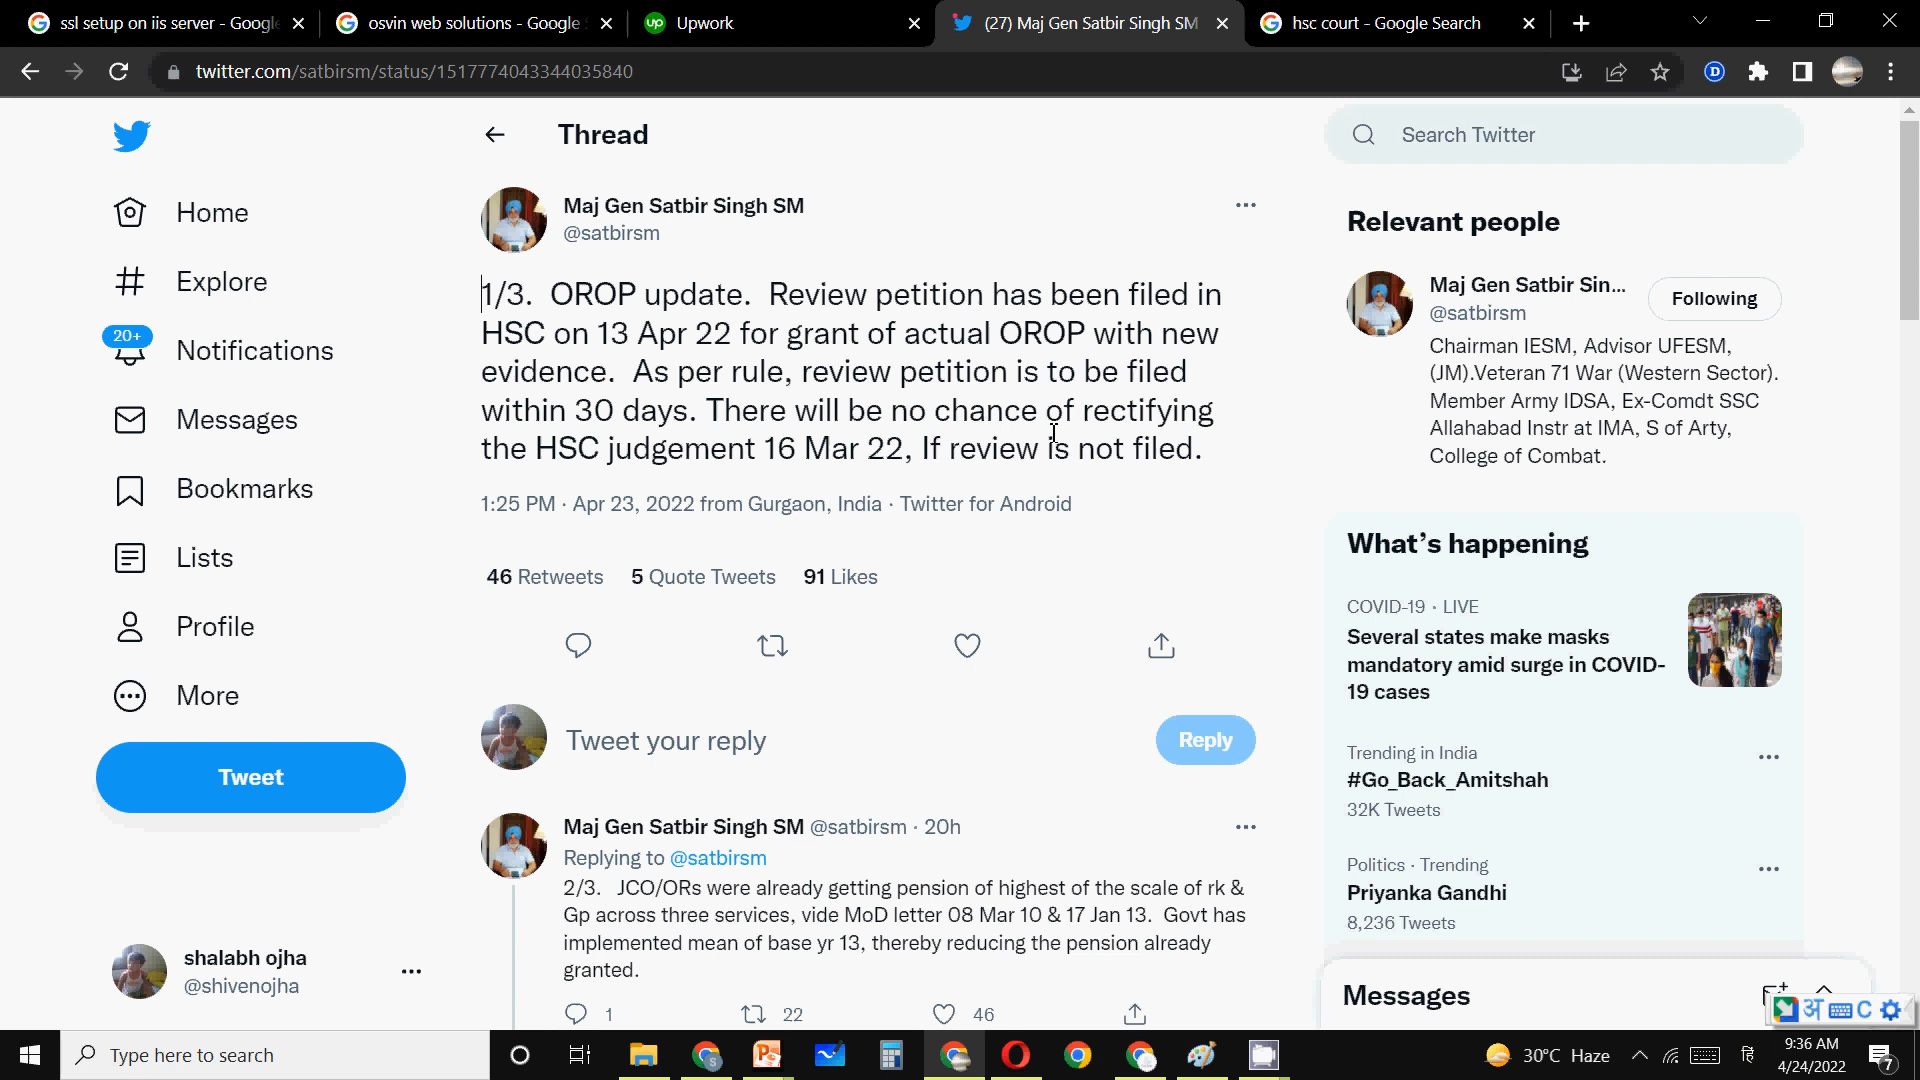 ssl setup on iis server - Googl
osvin web solutions - Google S
Upwork
(27) Maj Gen Satbir Singh SM
hsc court - Google Search
twitter.com/satbirsm/status/1517774043344035840
Home
Explore
20+
Notifications
Messages
Bookmarks
Lists
Profile
More
Tweet
shalabh ojha
@shivenojha
Thread
Maj Gen Satbir Singh SM
@satbirsm
1/3.  OROP update.  Review petition has been filed in
HSC on 13 Apr 22 for grant of actual OROP with new
evidence.  As per rule, review petition is to be filed
within 30 days. There will be no chance of rectifying
the HSC judgement 16 Mar 22, If review is not filed.
1:25 PM · Apr 23, 2022 from Gurgaon, India · Twitter for Android
46 Retweets 5 Quote Tweets 91 Likes
Tweet your reply
Reply
Maj Gen Satbir Singh SM @satbirsm · 20h
Replying to @satbirsm
2/3.   JCO/ORs were already getting pension of highest of the scale of rk &
Gp across three services, vide MoD letter 08 Mar 10 & 17 Jan 13.  Govt has
implemented mean of base yr 13, thereby reducing the pension already
granted.
1 22 46
Search Twitter
Relevant people
Maj Gen Satbir Sin...
@satbirsm
Following
Chairman IESM, Advisor UFESM,
(JM).Veteran 71 War (Western Sector).
Member Army IDSA, Ex-Comdt SSC
Allahabad Instr at IMA, S of Arty,
College of Combat.
What's happening
COVID-19 · LIVE
Several states make masks
mandatory amid surge in COVID-
19 cases
Trending in India
#Go_Back_Amitshah
32K Tweets
Politics · Trending
Priyanka Gandhi
8,236 Tweets
Messages
अ C
Type here to search
30°C Haze
हि
9:36 AM
4/24/2022
7